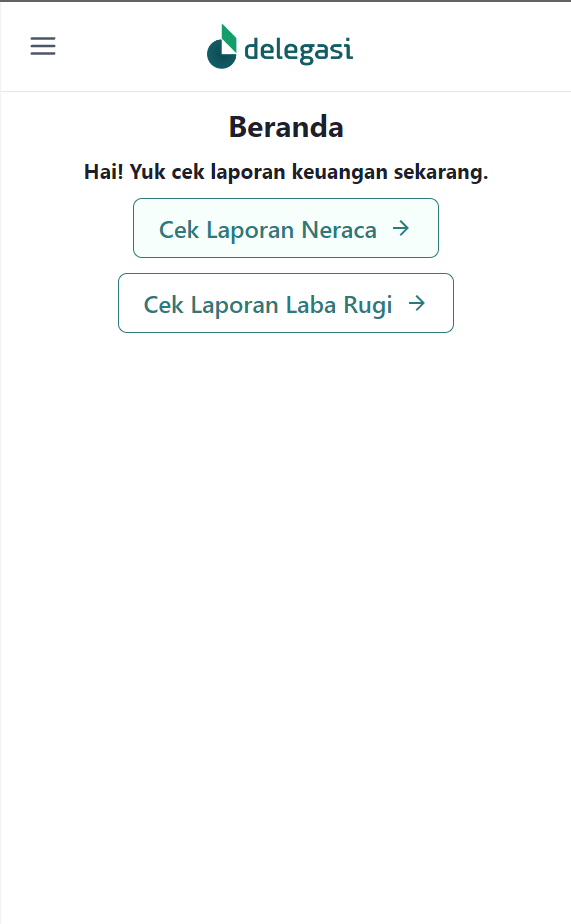 delegasi
Beranda
Hai! Yuk cek laporan keuangan sekarang.
Cek Laporan Neraca →
Cek Laporan Laba Rugi →